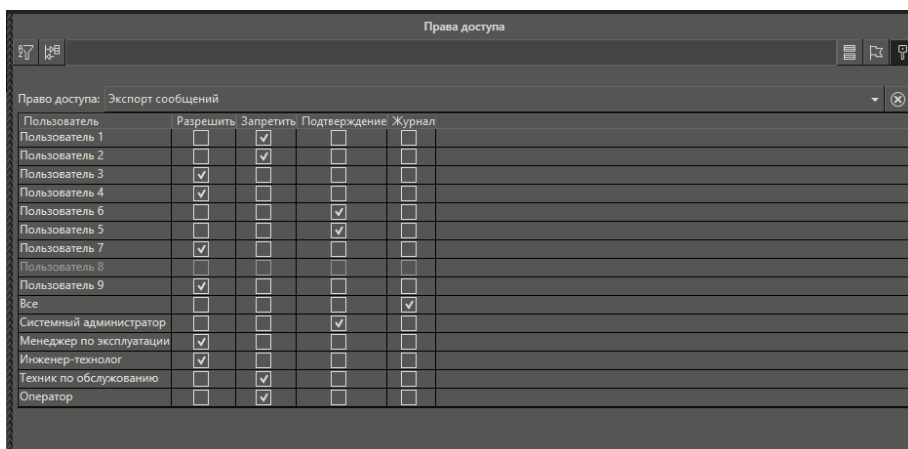 Права доступа
Право доступа: Экспорт сообщений
Пользователь Разрешить Запретить Подтверждение Журнал
Пользователь 1
Пользователь 2
Пользователь 3
Пользователь 4
Пользователь 6
Пользователь 5
Пользователь 7
Пользователь 8
Пользователь 9
Все
Системный администратор
Менеджер по эксплуатации
Инженер-технолог
Техник по обслужованию
Оператор